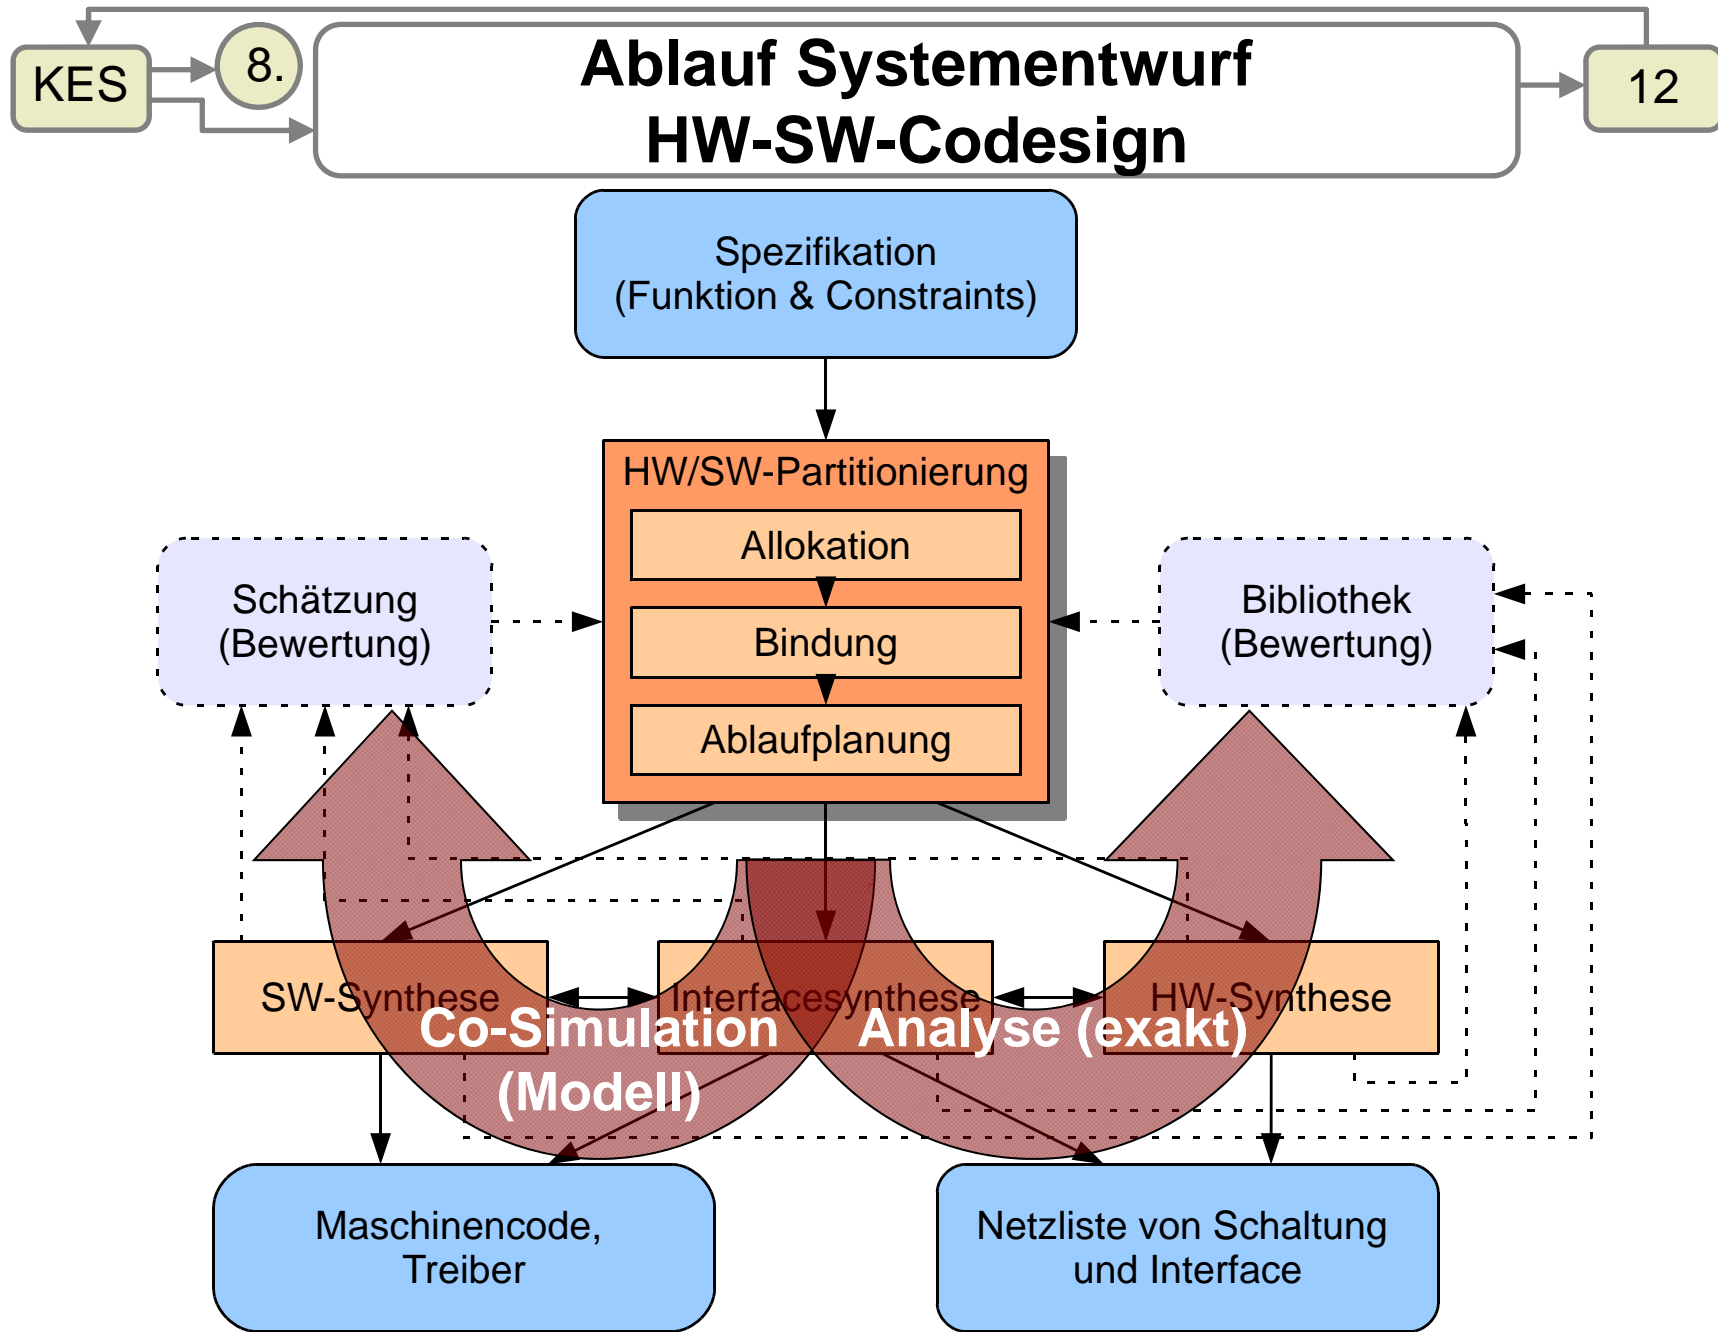 KES
8.
Ablauf Systementwurf
HW-SW-Codesign
12
Spezifikation
(Funktion & Constraints)
HW/SW-Partitionierung
Allokation
Bindung
Ablaufplanung
Schätzung
(Bewertung)
Bibliothek
(Bewertung)
SW-Synthese
Interfacesynthese
HW-Synthese
Co-Simulation
(Modell)
Analyse (exakt)
Maschinencode,
Treiber
Netzliste von Schaltung
und Interface